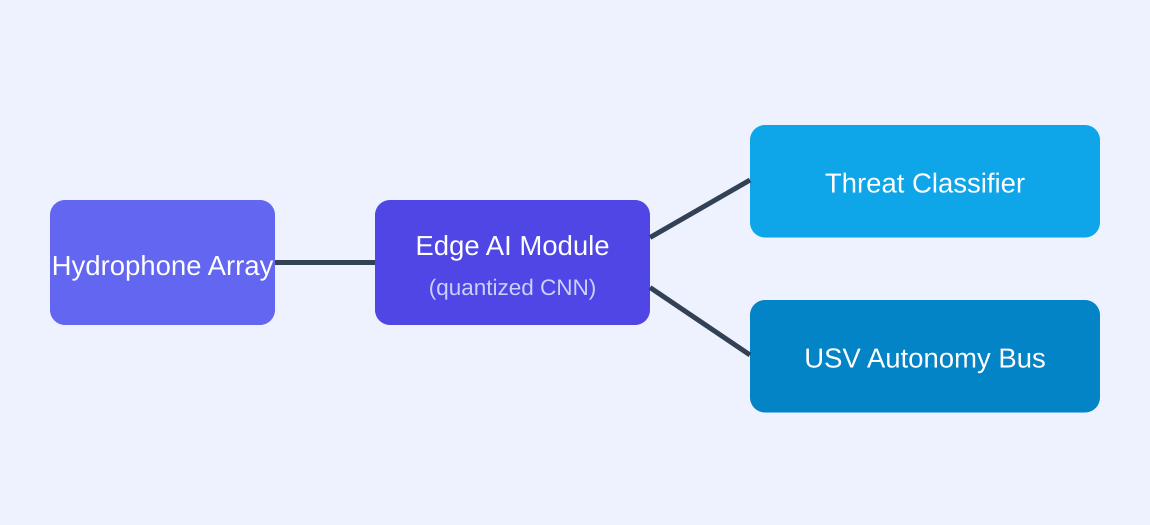 Hydrophone Array
Edge AI Module
(quantized CNN)
Threat Classifier
USV Autonomy Bus